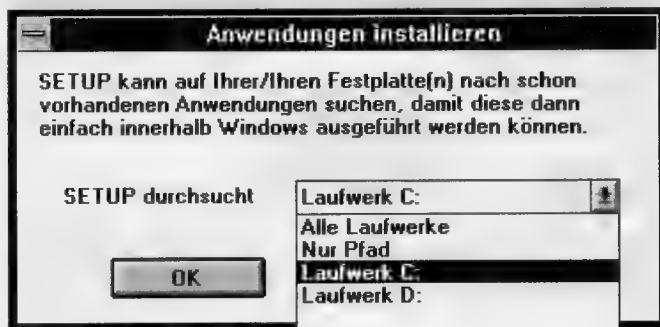 Anwendungen installieren
SETUP kann auf Ihrer/Ihren Festplatte(n) nach schon
vorhandenen Anwendungen suchen, damit diese dann
einfach innerhalb Windows ausgeführt werden können.
SETUP durchsucht
Laufwerk C:
Alle Laufwerke
Nur Pfad
Laufwerk C:
Laufwerk D:
OK